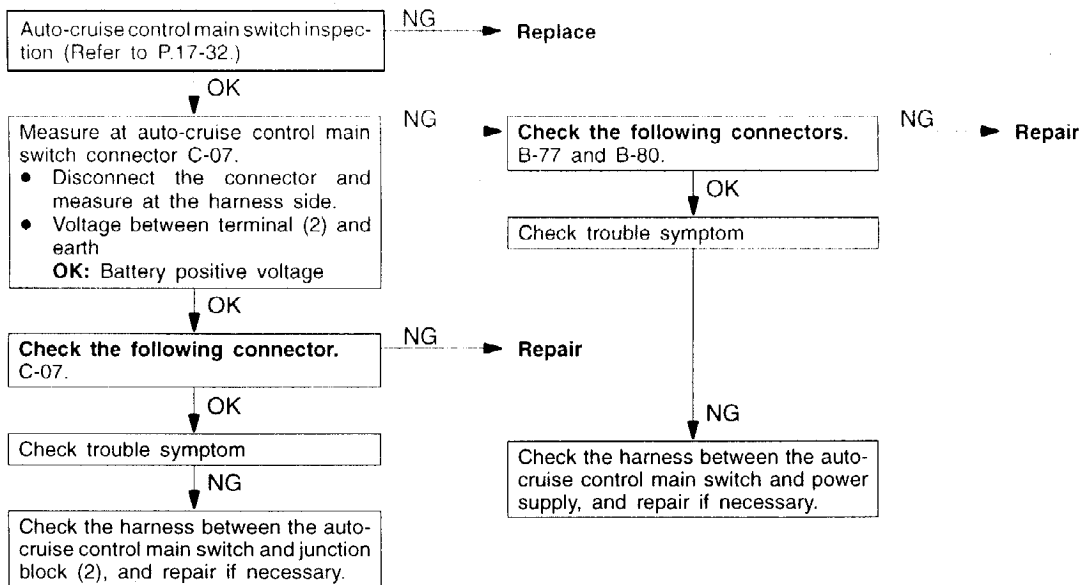 Auto-cruise control main switch inspec-
tion (Refer to P.17-32.)
NG
Replace
OK
Measure at auto-cruise control main
switch connector C-07.
● Disconnect the connector and
measure at the harness side.
● Voltage between terminal (2) and
earth
OK: Battery positive voltage
NG
Check the following connectors.
B-77 and B-80.
NG
Repair
OK
Check trouble symptom
NG
Check the harness between the auto-
cruise control main switch and power
supply, and repair if necessary.
OK
Check the following connector.
C-07.
NG
Repair
OK
Check trouble symptom
NG
Check the harness between the auto-
cruise control main switch and junction
block (2), and repair if necessary.